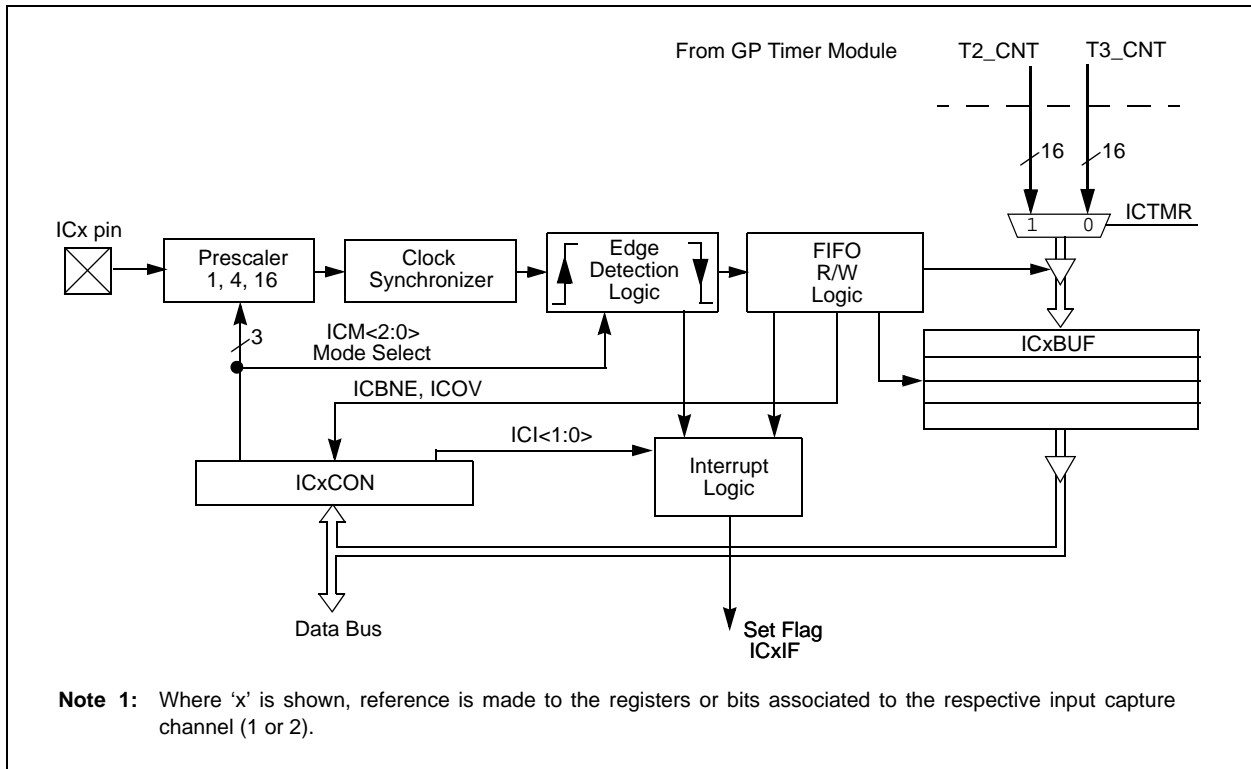 From GP Timer Module
T2_CNT
T3_CNT
16
16
ICx pin
1 0
ICTMR
Prescaler
1, 4, 16
Clock
Synchronizer
Edge
Detection
Logic
FIFO
R/W
Logic
3
ICM<2:0>
Mode Select
ICxBUF
ICBNE, ICOV
ICI<1:0>
Interrupt
Logic
ICxCON
Data Bus
Set Flag
ICxIF
Note 1: Where ‘x’ is shown, reference is made to the registers or bits associated to the respective input capture
channel (1 or 2).